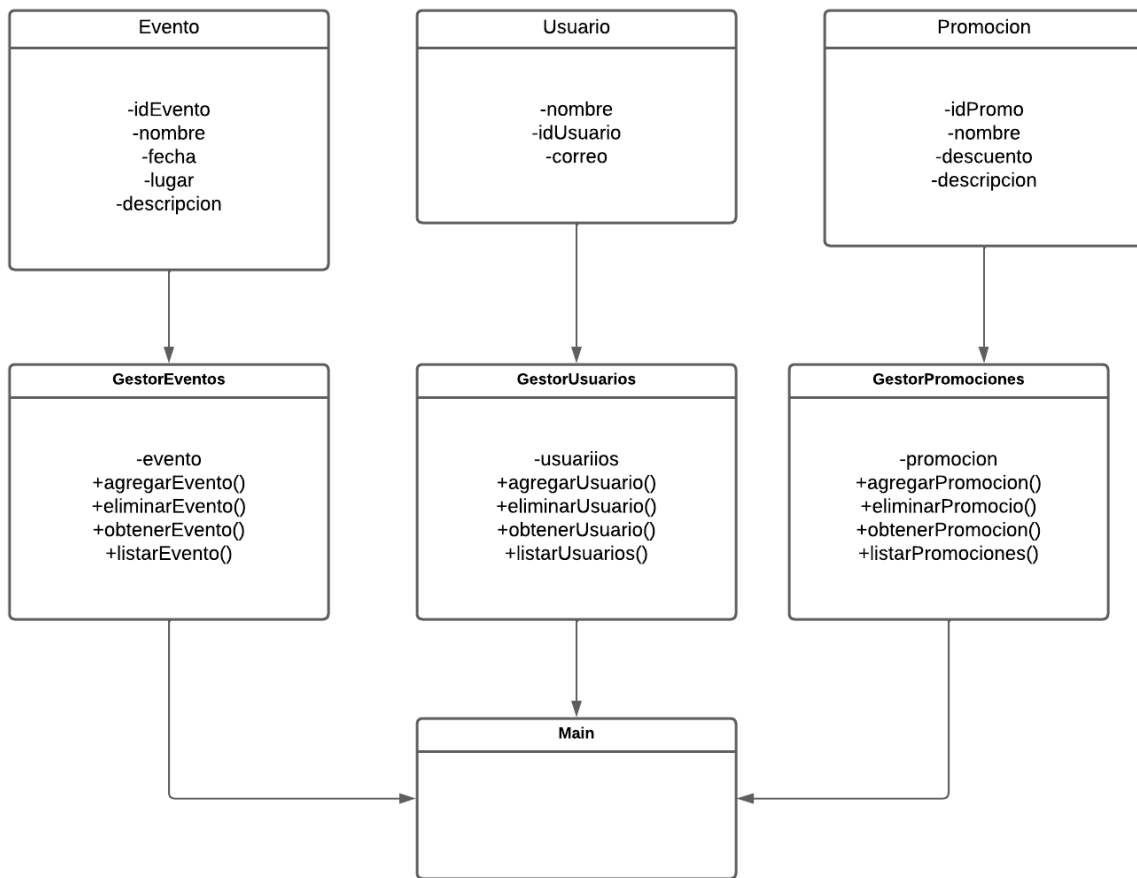 Evento
-idEvento
-nombre
-fecha
-lugar
-descripcion
Usuario
-nombre
-idUsuario
-correo
Promocion
-idPromo
-nombre
-descuento
-descripcion
GestorEventos
-evento
+agregarEvento()
+eliminarEvento()
+obtenerEvento()
+listarEvento()
GestorUsuarios
-usuariios
+agregarUsuario()
+eliminarUsuario()
+obtenerUsuario()
+listarUsuarios()
GestorPromociones
-promocion
+agregarPromocion()
+eliminarPromocio()
+obtenerPromocion()
+listarPromociones()
Main